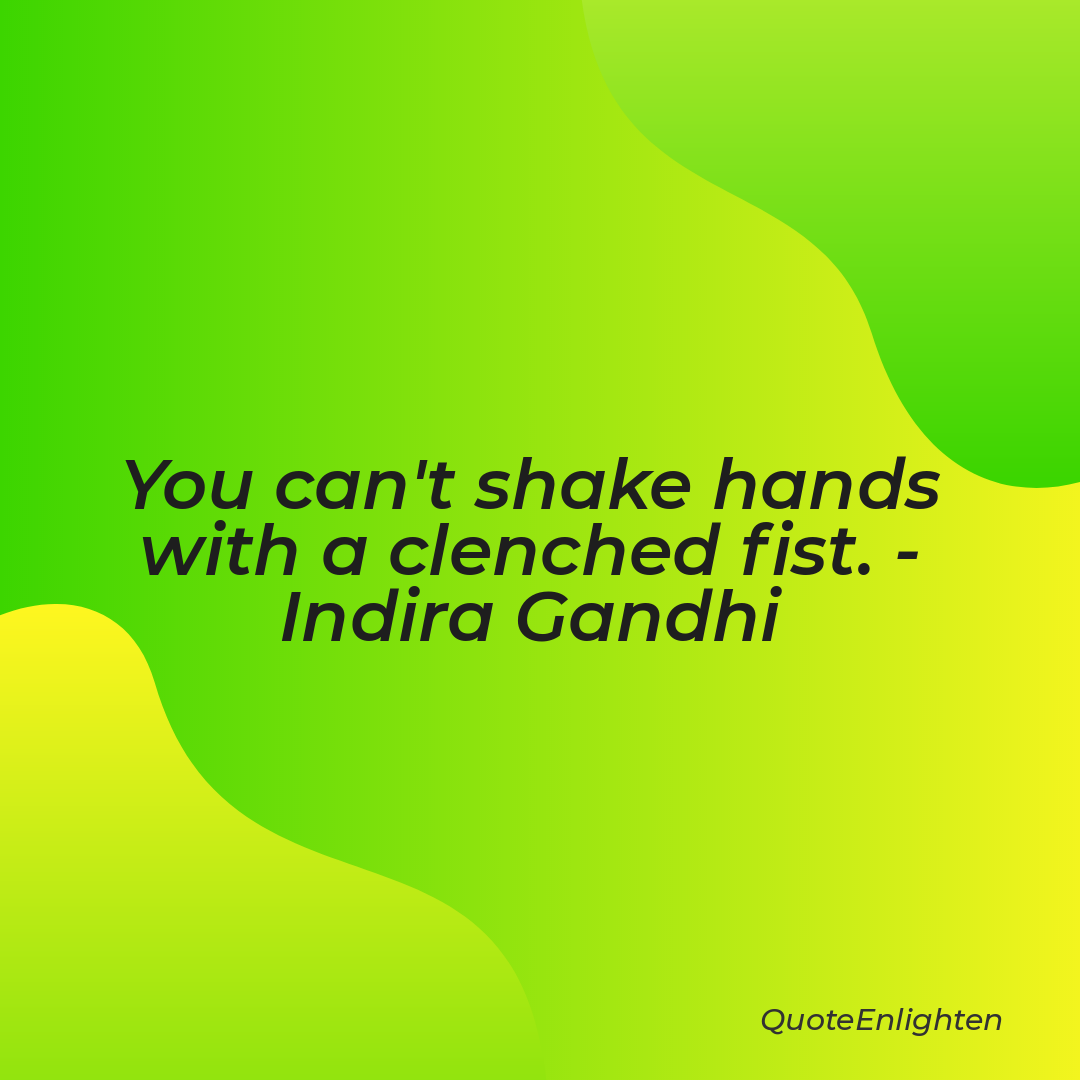 You can't shake hands
with a clenched fist. -
Indira Gandhi
QuoteEnlighten